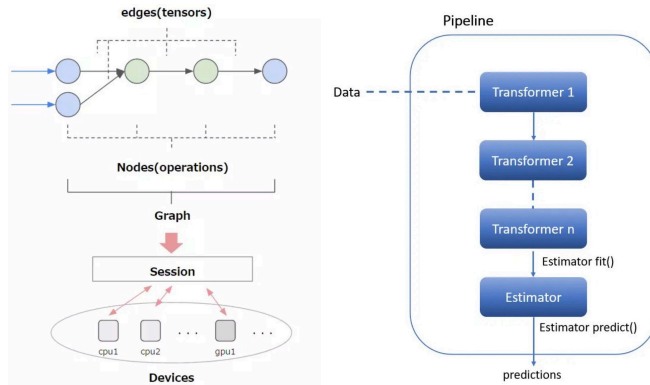 edges(tensors)
Nodes(operations)
Graph
Session
cpu1 cpu2 . . . gpu1 . . .
Devices
Pipeline
Data
Transformer 1
Transformer 2
Transformer n
Estimator fit()
Estimator
Estimator predict()
predictions